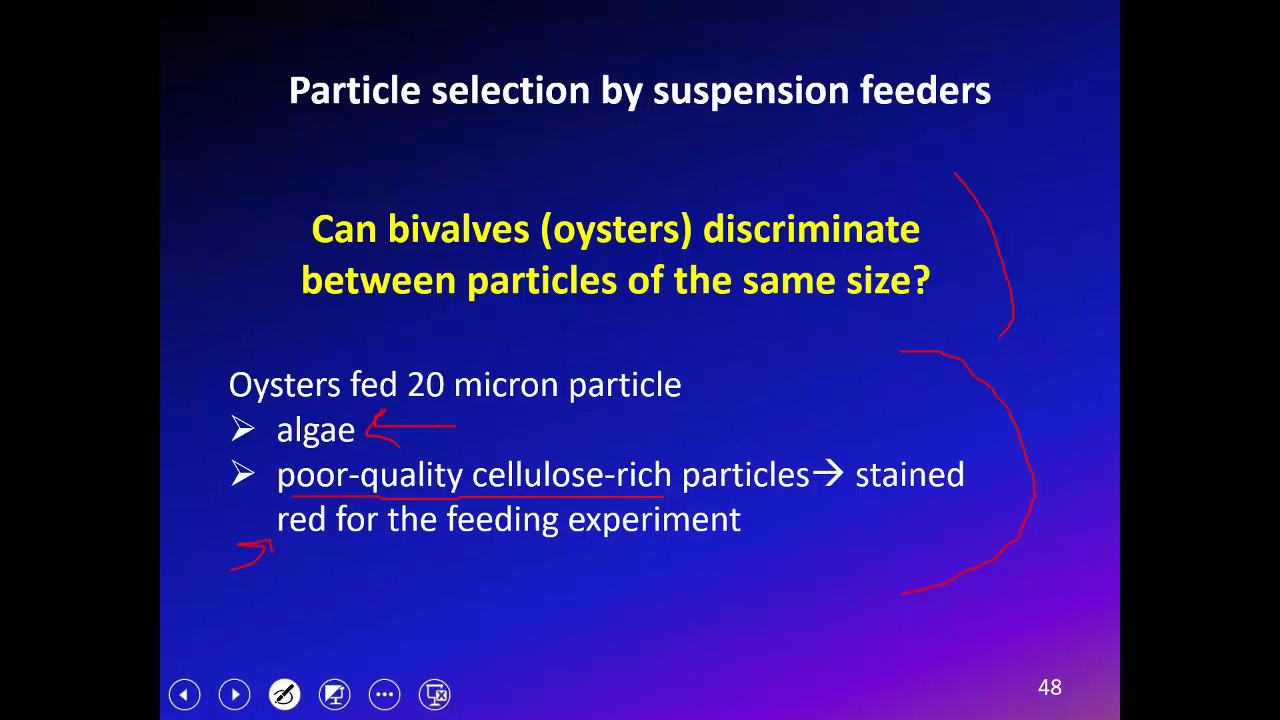 Particle selection by suspension feeders
Can bivalves (oysters) discriminate
between particles of the same size?
Oysters fed 20 micron particle
➢ algae
➢ poor-quality cellulose-rich particles→ stained
red for the feeding experiment
48